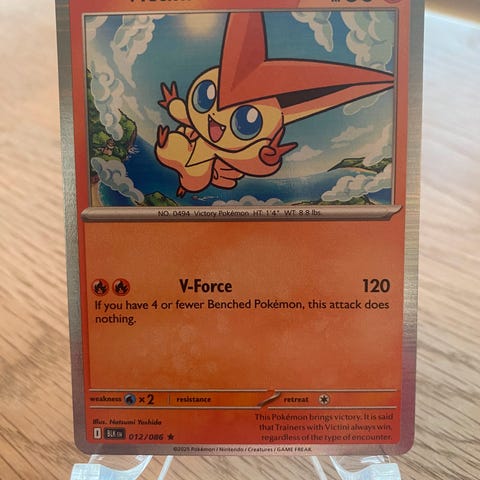 NO. 0494 Victory Pokémon HT: 1'4" WT: 8.8 lbs.
V-Force 120
If you have 4 or fewer Benched Pokémon, this attack does
nothing.
weakness ×2 resistance retreat
Illus. Natsumi Yoshida
I BLK EN 012/086 ★
This Pokémon brings victory. It is said
that Trainers with Victini always win,
regardless of the type of encounter.
©2025 Pokémon / Nintendo / Creatures / GAME FREAK